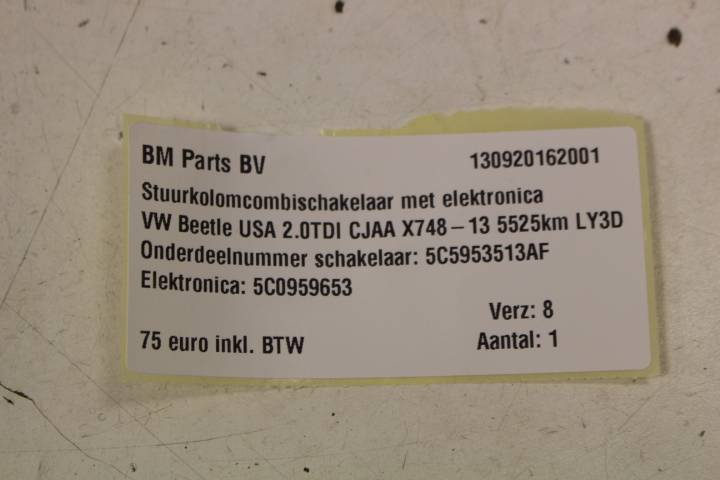 BM Parts BV 130920162001
Stuurkolomcombischakelaar met elektronica
VW Beetle USA 2.0TDI CJAA X748 – 13 5525km LY3D
Onderdeelnummer schakelaar: 5C5953513AF
Elektronica: 5C0959653
Verz: 8
75 euro inkl. BTW Aantal: 1